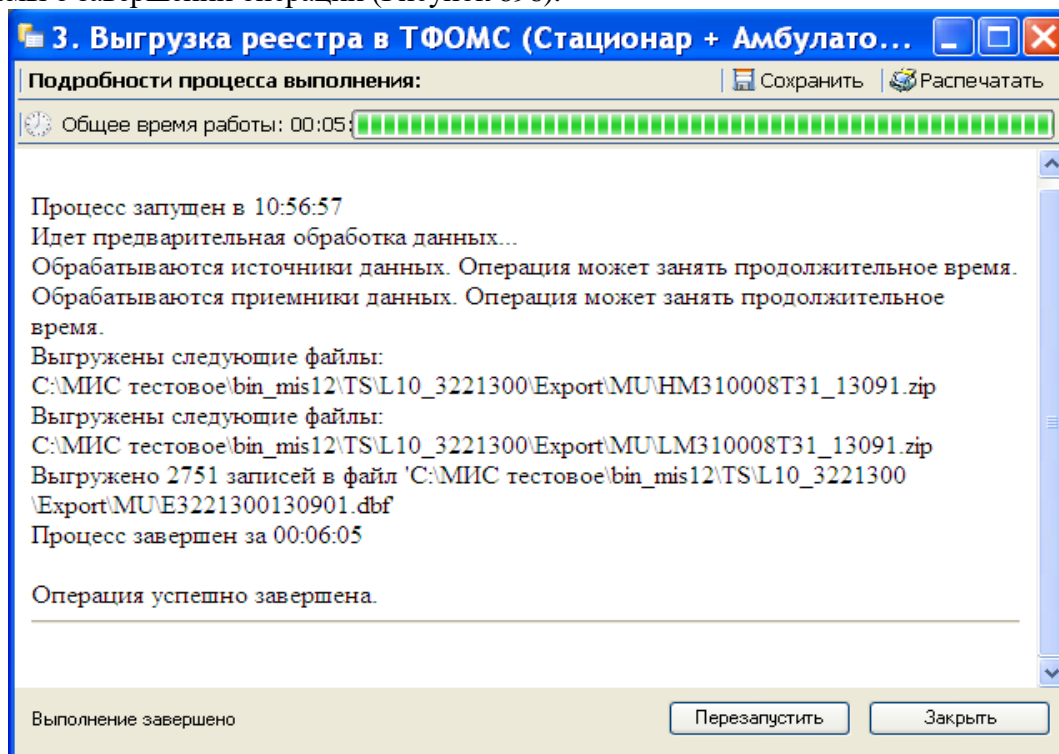 о завершении операции (Рисунок
3. Выгрузка реестра в ТФОМС (Стационар + Амбулато...
Подробности процесса выполнения:
Сохранить
Распечатать
Общее время работы: 00:05:
Процесс запущен в 10:56:57
Идет предварительная обработка данных...
Обрабатываются источники данных. Операция может занять продолжительное время.
Обрабатываются приемники данных. Операция может занять продолжительное
время.
Выгружены следующие файлы:
C:\МИС тестовое\bin_mis12\TS\L10_3221300\Export\MU\HM310008T31_13091.zip
Выгружены следующие файлы:
C:\МИС тестовое\bin_mis12\TS\L10_3221300\Export\MU\LM310008T31_13091.zip
Выгружено 2751 записей в файл 'C:\МИС тестовое\bin_mis12\TS\L10_3221300
\Export\MU\E3221300130901.dbf'
Процесс завершен за 00:06:05
Операция успешно завершена.
Выполнение завершено
Перезапустить
Закрыть